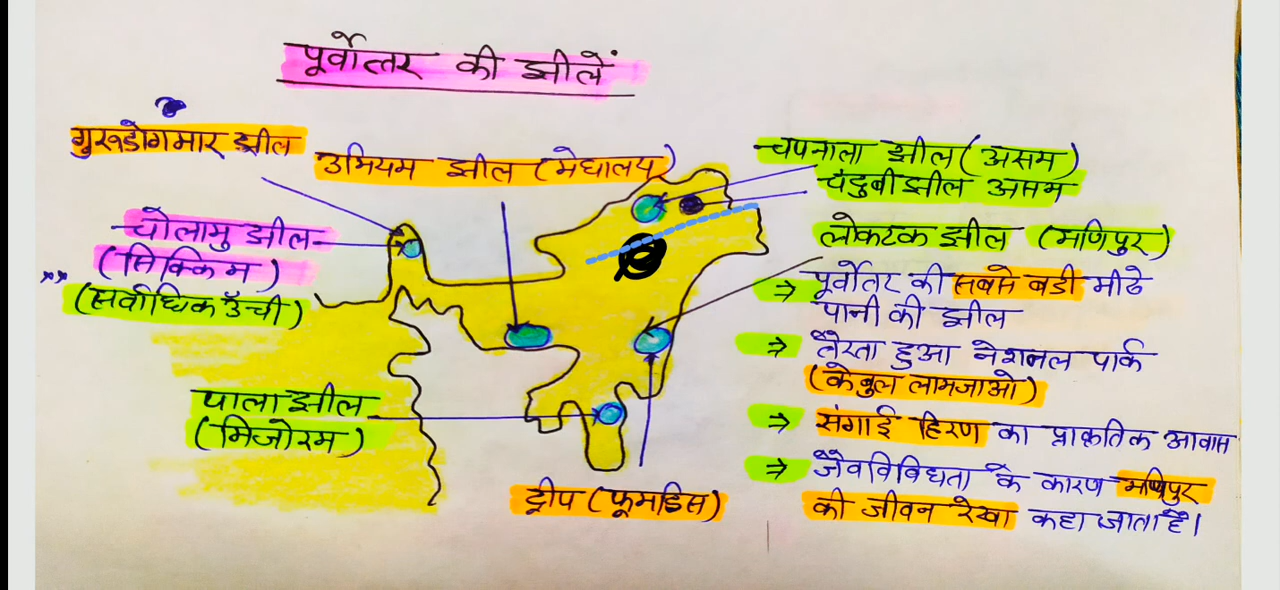 पूर्वोत्तर की झीलें
गुरूडोगमार झील
उमियम झील (मेघालय)
चोलामु झील
(सिक्किम)
(सर्वाधिक ऊँची)
पाला झील
(मिजोरम)
द्वीप (फूमडिस)
चपनाला झील (असम)
चंदुबी झील असम
लोकटक झील (मणिपुर)
⇒ पूर्वोतर की सबसे बडी मीठे
पानी की झील
⇒ तैरता हुआ नेशनल पार्क
(केबुल लामजाओ)
⇒ संगाई हिरण का प्राकृतिक आवास
⇒ जैवविविधता के कारण मणिपुर
की जीवन रेखा कहा जाता है।